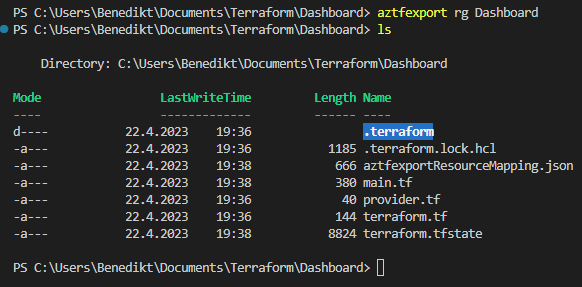 PS C:\Users\Benedikt\Documents\Terraform\Dashboard> aztfexport rg Dashboard
PS C:\Users\Benedikt\Documents\Terraform\Dashboard> ls
Directory: C:\Users\Benedikt\Documents\Terraform\Dashboard
Mode LastWriteTime Length Name
---- ------------- ------ ----
d---- 22.4.2023 19:36 .terraform
-a--- 22.4.2023 19:36 1185 .terraform.lock.hcl
-a--- 22.4.2023 19:38 666 aztfexportResourceMapping.json
-a--- 22.4.2023 19:38 380 main.tf
-a--- 22.4.2023 19:36 40 provider.tf
-a--- 22.4.2023 19:36 144 terraform.tf
-a--- 22.4.2023 19:38 8824 terraform.tfstate
PS C:\Users\Benedikt\Documents\Terraform\Dashboard>